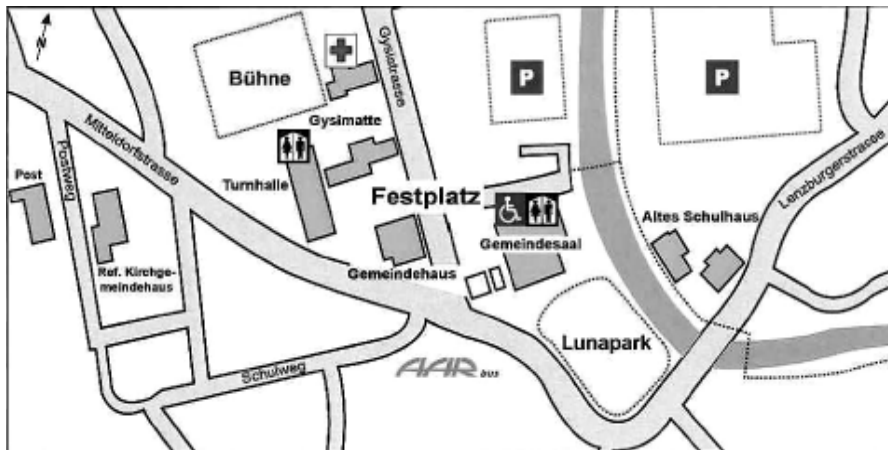 N
Bühne
Gysistrasse
P
P
Gysimatte
Mitteldorfstrasse
Postweg
Post
Turnhalle
Festplatz
Lenzburgerstrasse
Altes Schulhaus
Gemeindesaal
Ref. Kirchge-
meindehaus
Gemeindehaus
Lunapark
Schulweg
AAR bus